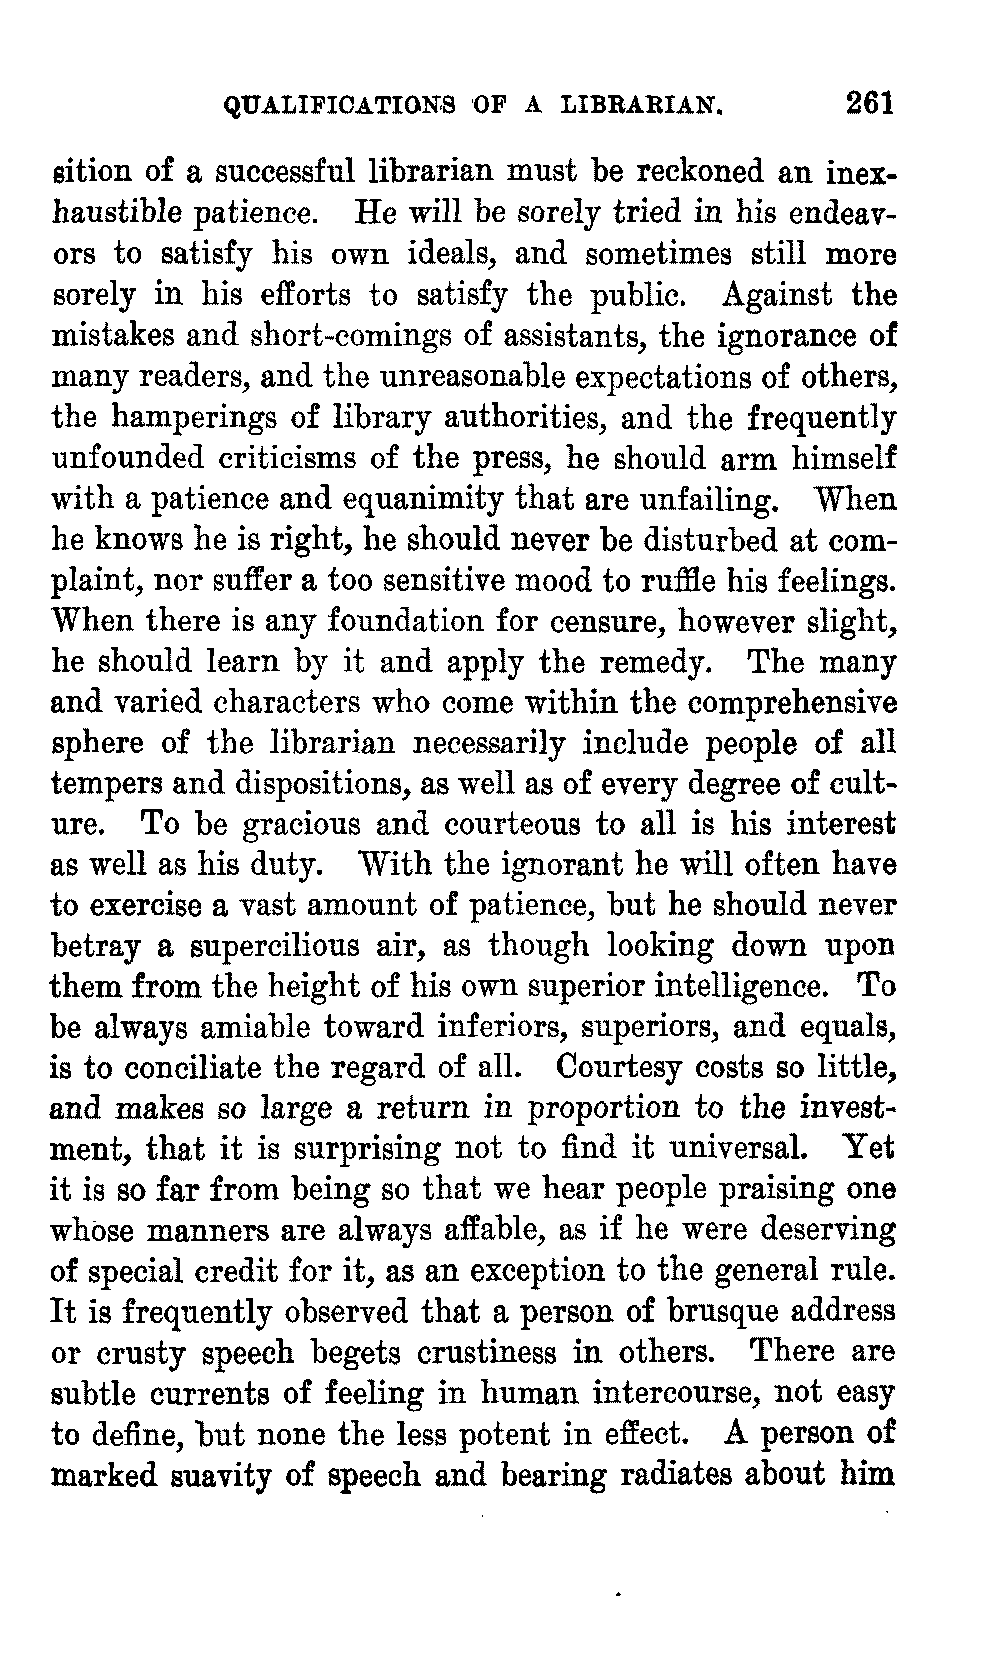 QUALIFICATIONS OF A LIBRARIAN. 261
sition of a successful librarian must be reckoned an inex-
haustible patience. He will be sorely tried in his endeav-
ors to satisfy his own ideals, and sometimes still more
sorely in his efforts to satisfy the public. Against the
mistakes and short-comings of assistants, the ignorance of
many readers, and the unreasonable expectations of others,
the hamperings of library authorities, and the frequently
unfounded criticisms of the press, he should arm himself
with a patience and equanimity that are unfailing. When
he knows he is right, he should never be disturbed at com-
plaint, nor suffer a too sensitive mood to ruffle his feelings.
When there is any foundation for censure, however slight,
he should learn by it and apply the remedy. The many
and varied characters who come within the comprehensive
sphere of the librarian necessarily include people of all
tempers and dispositions, as well as of every degree of cult-
ure. To be gracious and courteous to all is his interest
as well as his duty. With the ignorant he will often have
to exercise a vast amount of patience, but he should never
betray a supercilious air, as though looking down upon
them from the height of his own superior intelligence. To
be always amiable toward inferiors, superiors, and equals,
is to conciliate the regard of all. Courtesy costs so little,
and makes so large a return in proportion to the invest-
ment, that it is surprising not to find it universal. Yet
it is so far from being so that we hear people praising one
whose manners are always affable, as if he were deserving
of special credit for it, as an exception to the general rule.
It is frequently observed that a person of brusque address
or crusty speech begets crustiness in others. There are
subtle currents of feeling in human intercourse, not easy
to define, but none the less potent in effect. A person of
marked suavity of speech and bearing radiates about him